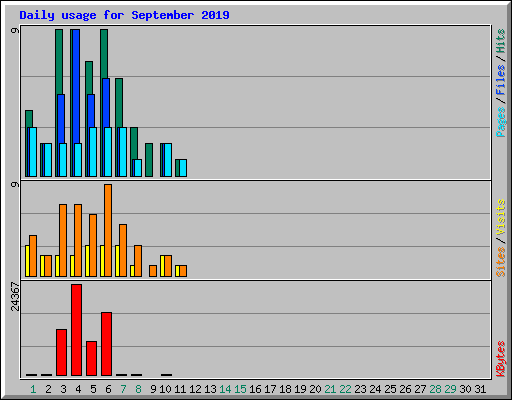 Daily usage for September 2019
9
Pages / Files / Hits
9
Sites / Visits
24367
KBytes
1 2 3 4 5 6 7 8 9 10 11 12 13 14 15 16 17 18 19 20 21 22 23 24 25 26 27 28 29 30 31